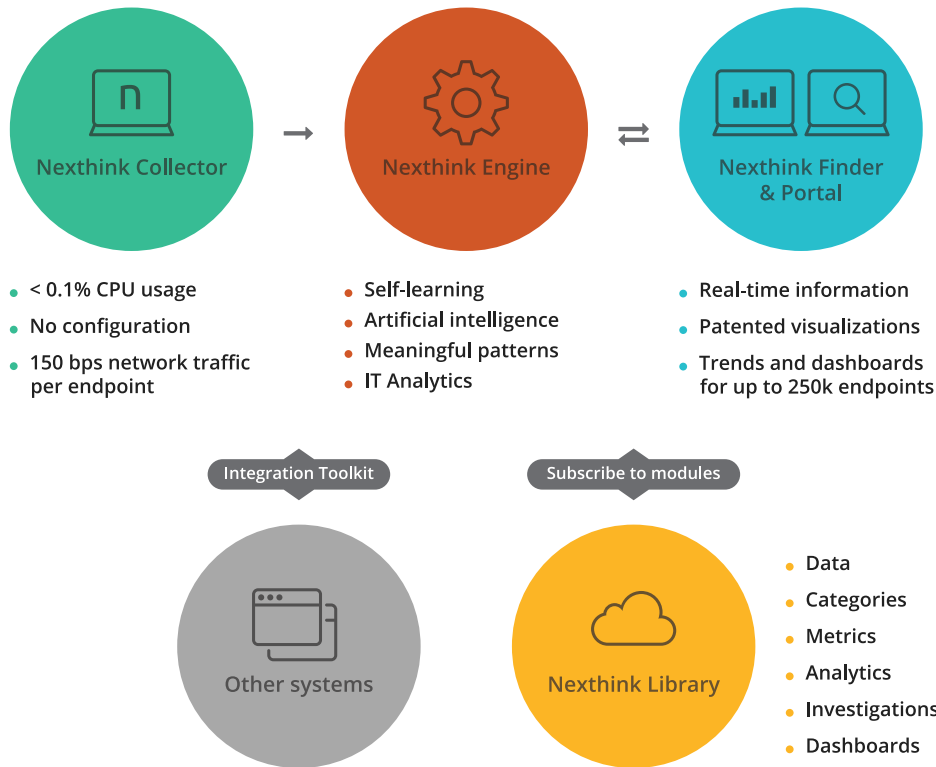 n
Nexthink Collector
Nexthink Engine
Nexthink Finder
& Portal
< 0.1% CPU usage
No configuration
150 bps network traffic
per endpoint
Self-learning
Artificial intelligence
Meaningful patterns
IT Analytics
Real-time information
Patented visualizations
Trends and dashboards
for up to 250k endpoints
Integration Toolkit
Subscribe to modules
Other systems
Nexthink Library
Data
Categories
Metrics
Analytics
Investigations
Dashboards